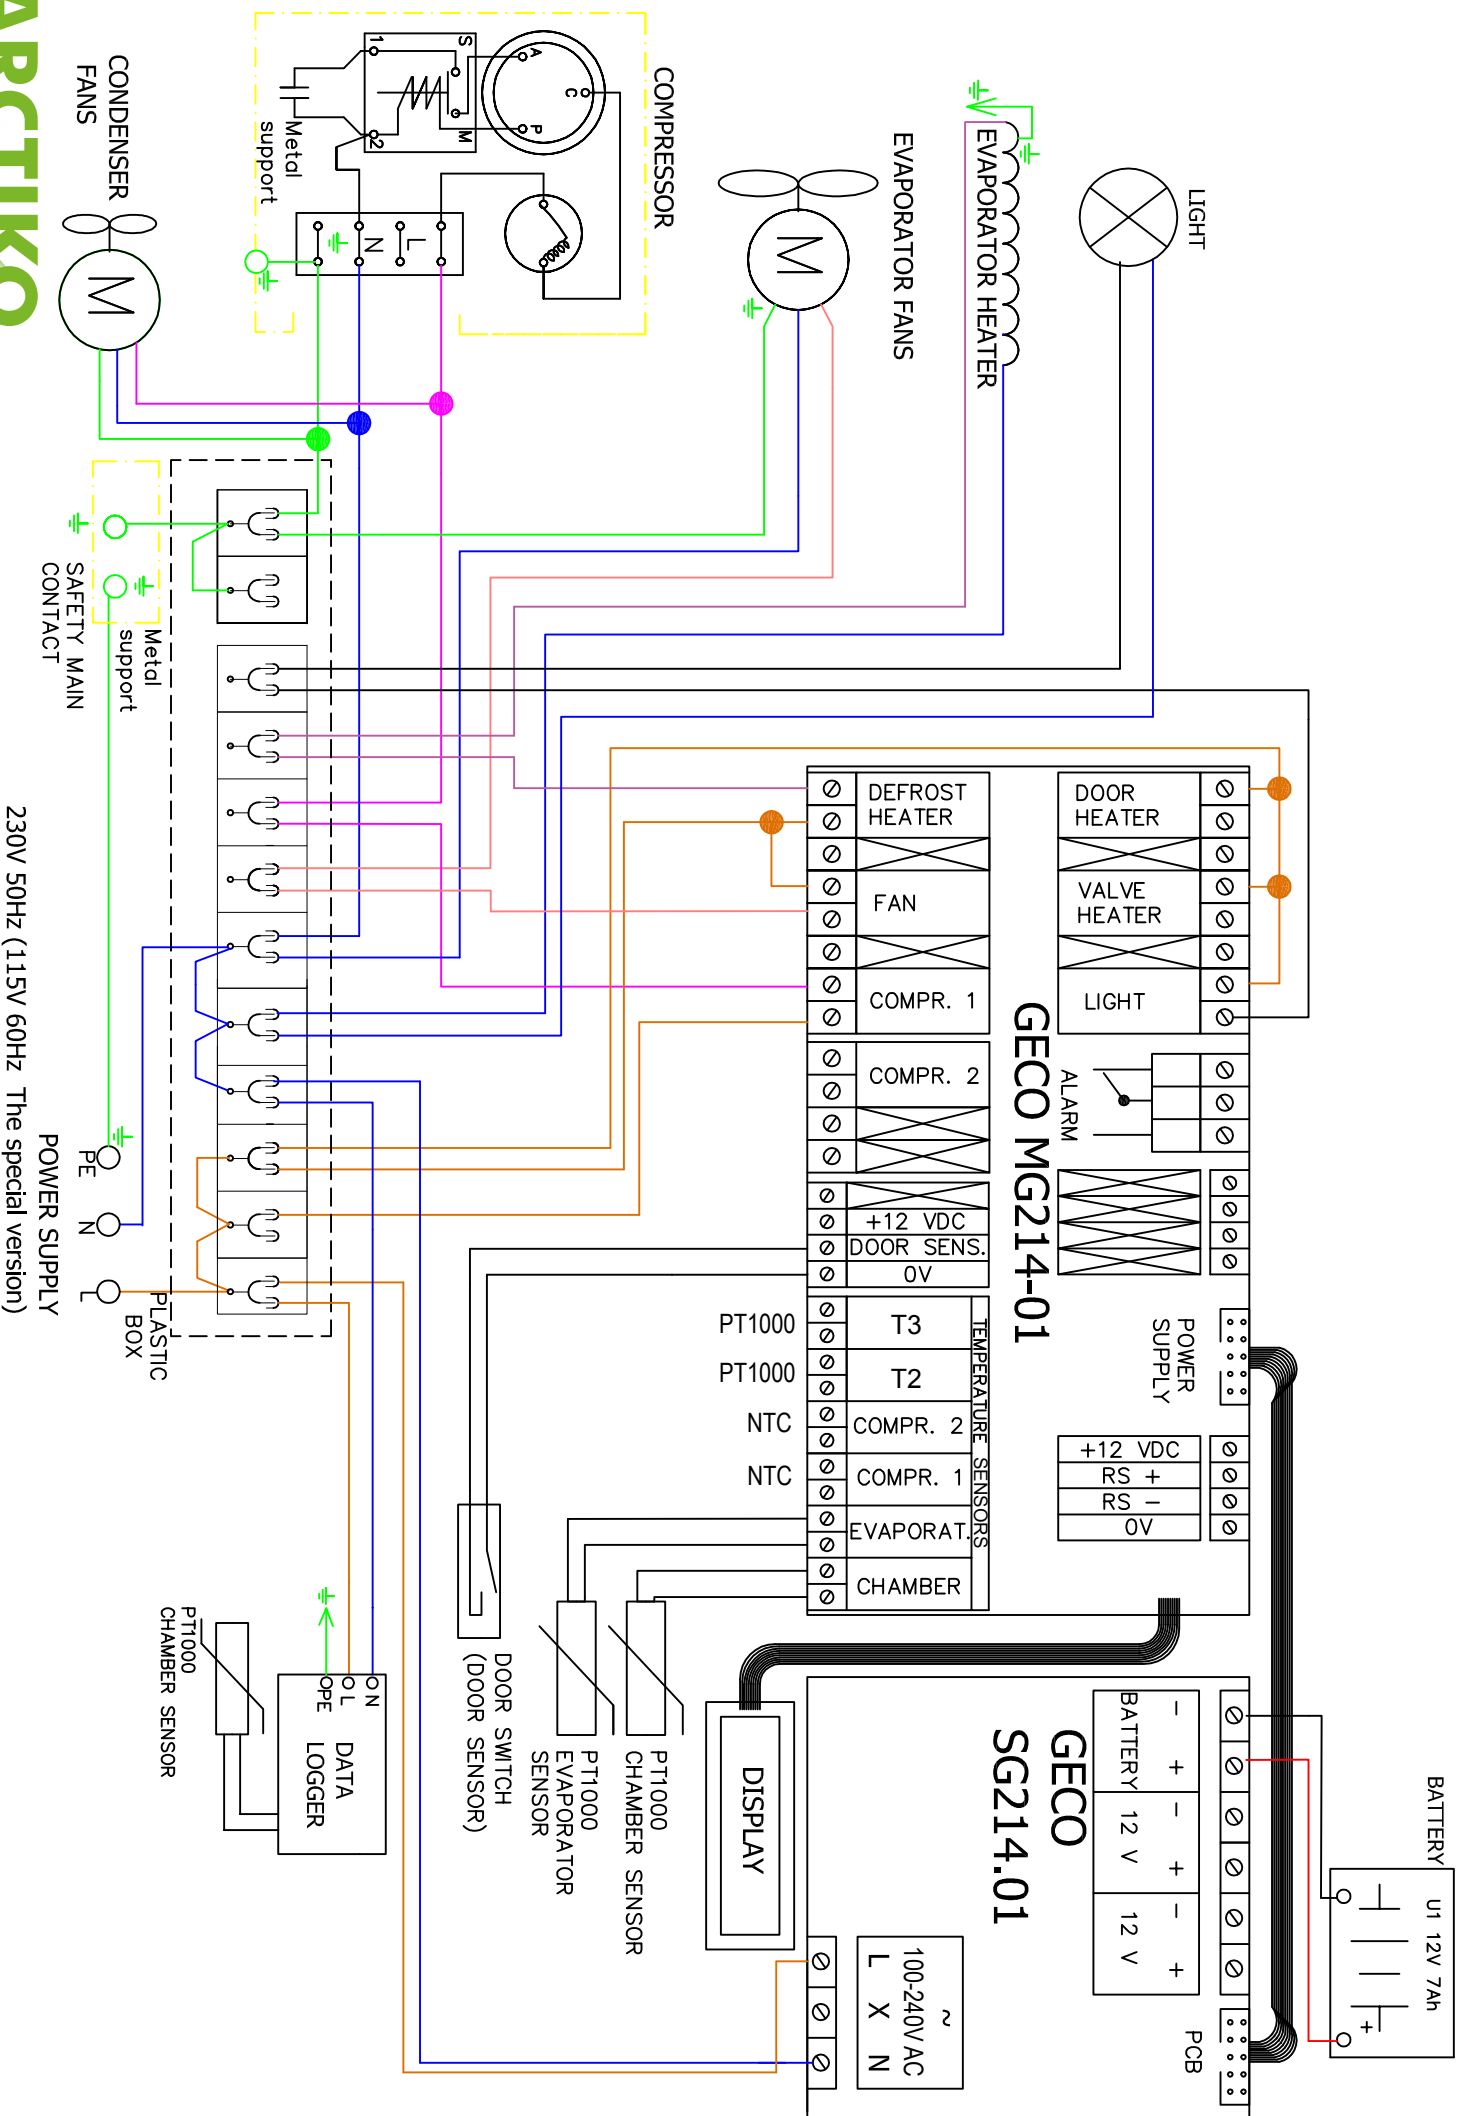 ARCTIKO
CONDENSER
FANS
M
COMPRESSOR
S
M
1
2
A
C
P
Metal
support
N
L
EVAPORATOR FANS
M
EVAPORATOR HEATER
LIGHT
SAFETY MAIN
CONTACT
Metal
support
230V 50Hz (115V 60Hz The special version)
POWER SUPPLY
PE
N
L
PLASTIC
BOX
GECO MG214-01
DEFROST
HEATER
FAN
COMPR. 1
COMPR. 2
+12 VDC
DOOR SENS.
0V
TEMPERATURE SENSORS
T3
T2
COMPR. 2
COMPR. 1
EVAPORAT.
CHAMBER
PT1000
PT1000
NTC
NTC
DOOR
HEATER
VALVE
HEATER
LIGHT
ALARM
POWER
SUPPLY
+12 VDC
RS +
RS -
0V
DOOR SWITCH
(DOOR SENSOR)
PT1000
EVAPORATOR
SENSOR
PT1000
CHAMBER SENSOR
PT1000
CHAMBER SENSOR
N
L
PE
DATA
LOGGER
DISPLAY
GECO
SG214.01
BATTERY
- +
12 V
- +
12 V
- +
~
100-240V AC
L X N
PCB
BATTERY
U1 12V 7Ah
+